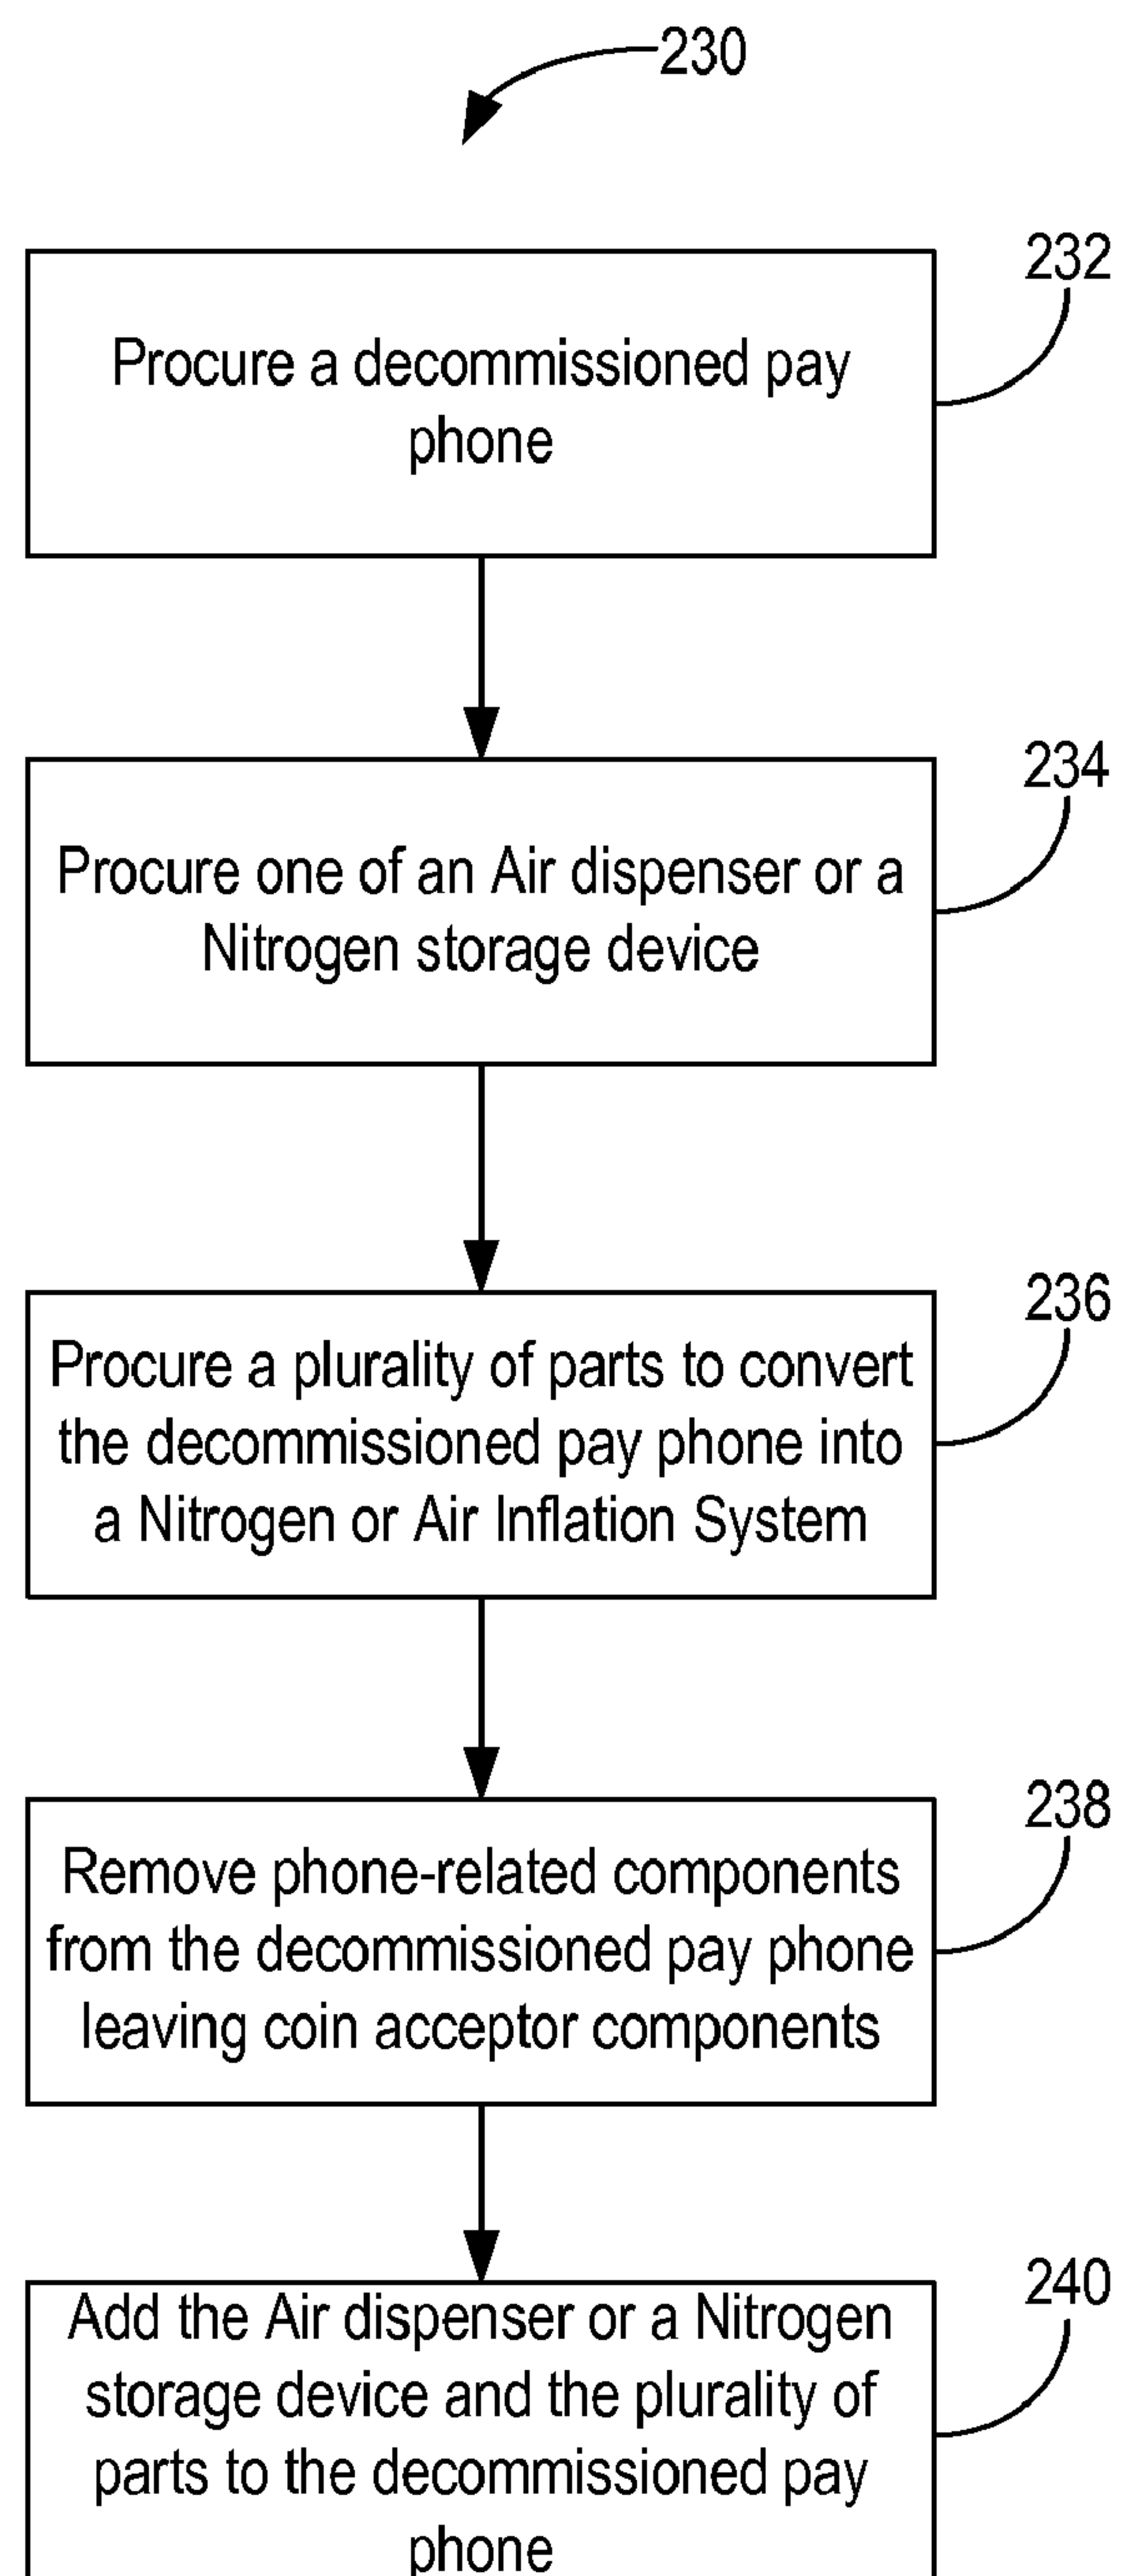 230
232
Procure a decommissioned pay
phone
234
Procure one of an Air dispenser or a
Nitrogen storage device
236
Procure a plurality of parts to convert
the decommissioned pay phone into
a Nitrogen or Air Inflation System
238
Remove phone-related components
from the decommissioned pay phone
leaving coin acceptor components
240
Add the Air dispenser or a Nitrogen
storage device and the plurality of
parts to the decommissioned pay
phone